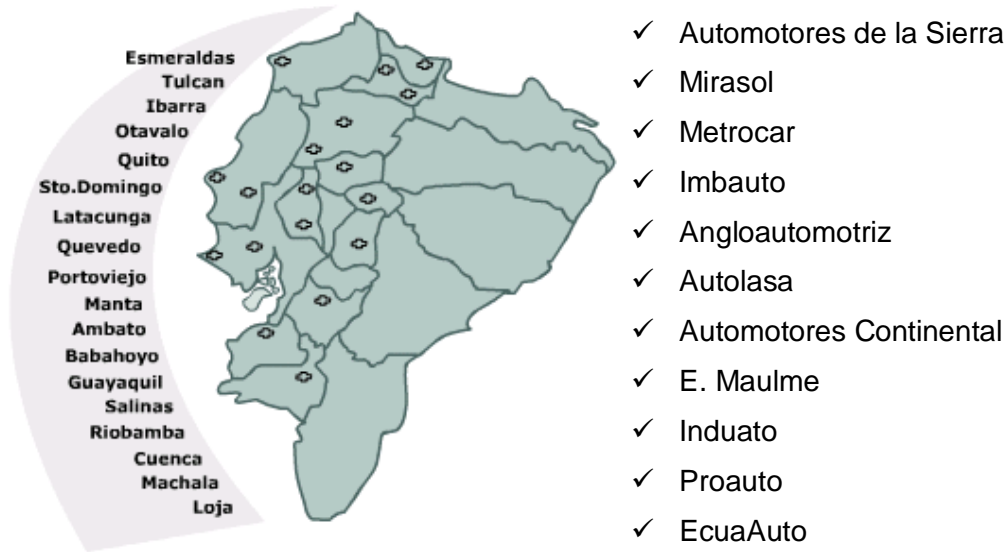 Esmeraldas
Tulcan
Ibarra
Otavalo
Quito
Sto.Domingo
Latacunga
Quevedo
Portoviejo
Manta
Ambato
Babahoyo
Guayaquil
Salinas
Riobamba
Cuenca
Machala
Loja
✓ Automotores de la Sierra
✓ Mirasol
✓ Metrocar
✓ Imbauto
✓ Angloautomotriz
✓ Autolasa
✓ Automotores Continental
✓ E. Maulme
✓ Induato
✓ Proauto
✓ EcuaAuto